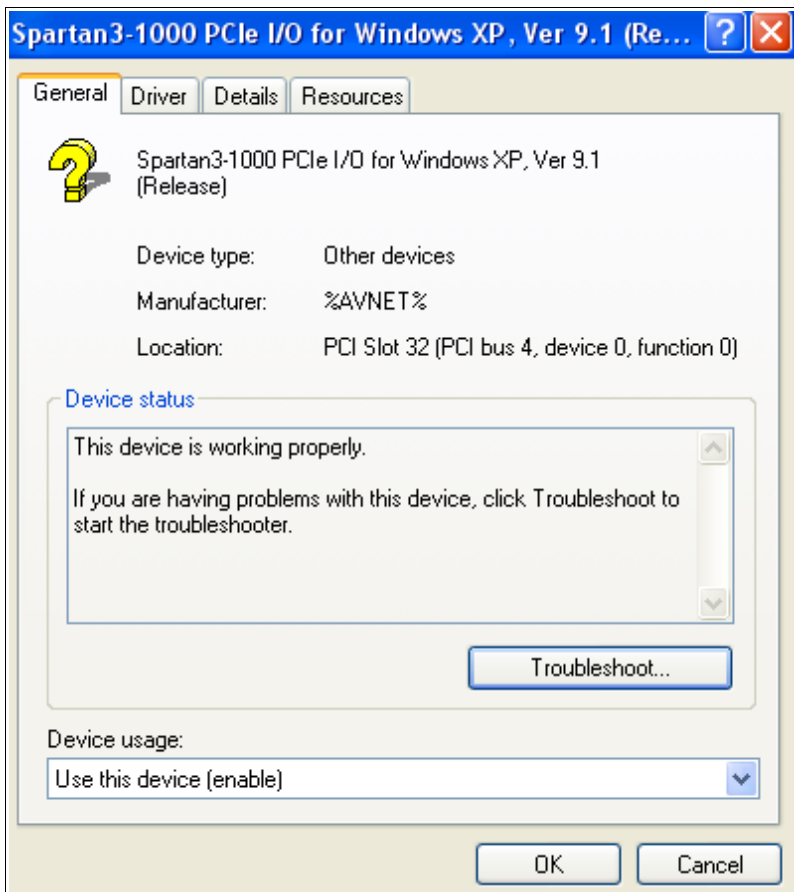 Spartan3-1000 PCIe I/O for Windows XP, Ver 9.1 (Re...
General Driver Details Resources
Spartan3-1000 PCIe I/O for Windows XP, Ver 9.1
(Release)
Device type: Other devices
Manufacturer: %AVNET%
Location: PCI Slot 32 (PCI bus 4, device 0, function 0)
Device status
This device is working properly.
If you are having problems with this device, click Troubleshoot to
start the troubleshooter.
Troubleshoot...
Device usage:
Use this device (enable)
OK Cancel